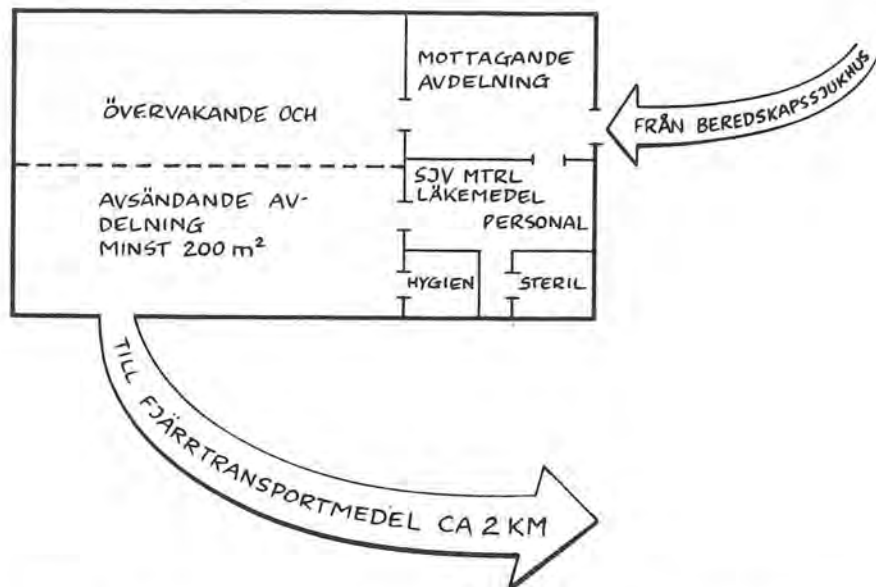 MOTTAGANDE
AVDELNING
FRÅN BEREDSKAPSSJUKHUS
ÖVERVAKANDE OCH
SJV MTRL
LÄKEMEDEL
PERSONAL
AVSÄNDANDE AV-
DELNING
MINST 200 m²
HYGIEN
STERIL
TILL FJÄRRTRANSPORTMEDEL CA 2 KM